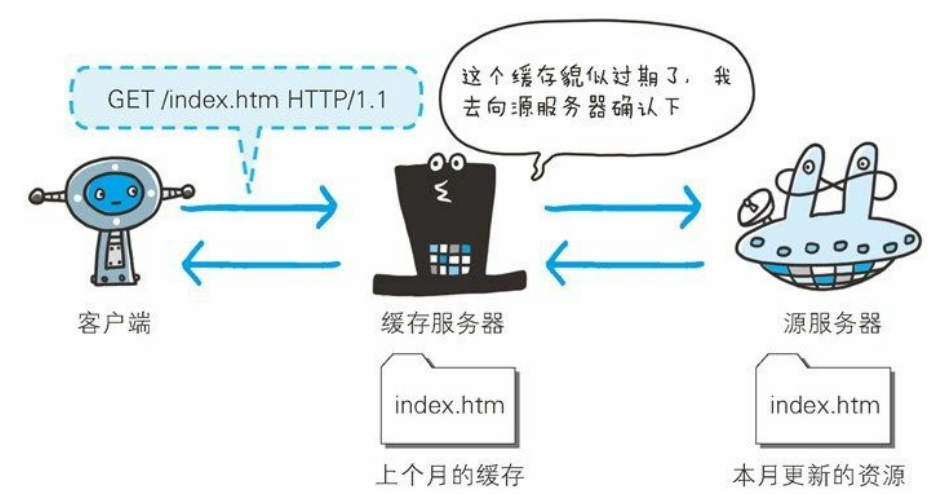 这个缓存貌似过期了，我
去向源服务器确认下
GET /index.htm HTTP/1.1
客户端
缓存服务器
源服务器
index.htm
index.htm
上个月的缓存
本月更新的资源